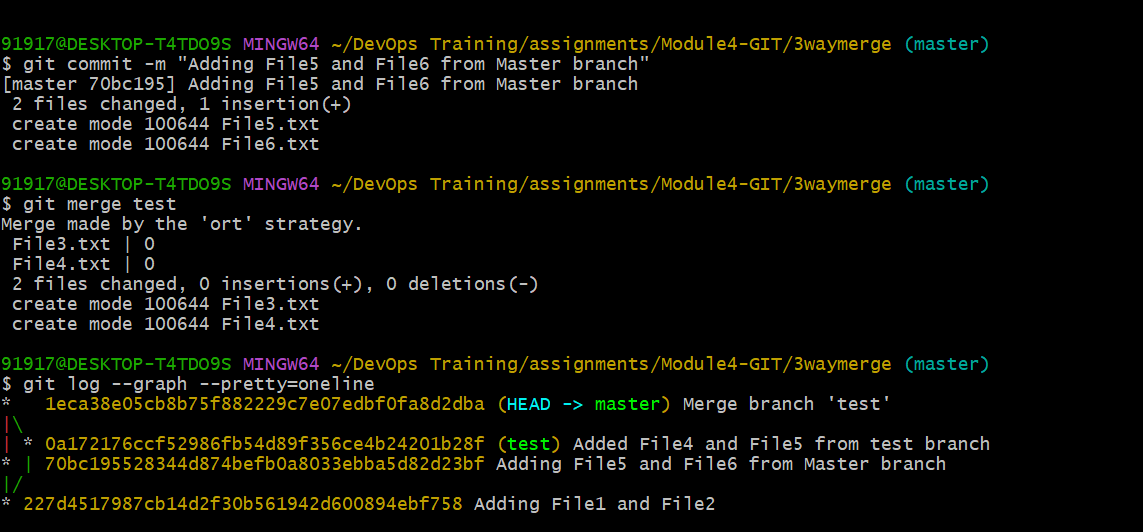 91917@DESKTOP-T4TDO9S MINGW64 ~/DevOps Training/assignments/Module4-GIT/3waymerge (master)
$ git commit -m "Adding File5 and File6 from Master branch"
[master 70bc195] Adding File5 and File6 from Master branch
 2 files changed, 1 insertion(+)
 create mode 100644 File5.txt
 create mode 100644 File6.txt
91917@DESKTOP-T4TDO9S MINGW64 ~/DevOps Training/assignments/Module4-GIT/3waymerge (master)
$ git merge test
Merge made by the 'ort' strategy.
 File3.txt | 0
 File4.txt | 0
 2 files changed, 0 insertions(+), 0 deletions(-)
 create mode 100644 File3.txt
 create mode 100644 File4.txt
91917@DESKTOP-T4TDO9S MINGW64 ~/DevOps Training/assignments/Module4-GIT/3waymerge (master)
$ git log --graph --pretty=oneline
*   1eca38e05cb8b75f882229c7e07edbf0fa8d2dba (HEAD -> master) Merge branch 'test'
|\
| * 0a172176ccf52986fb54d89f356ce4b24201b28f (test) Added File4 and File5 from test branch
* | 70bc195528344d874befb0a8033ebba5d82d23bf Adding File5 and File6 from Master branch
|/
* 227d4517987cb14d2f30b561942d600894ebf758 Adding File1 and File2